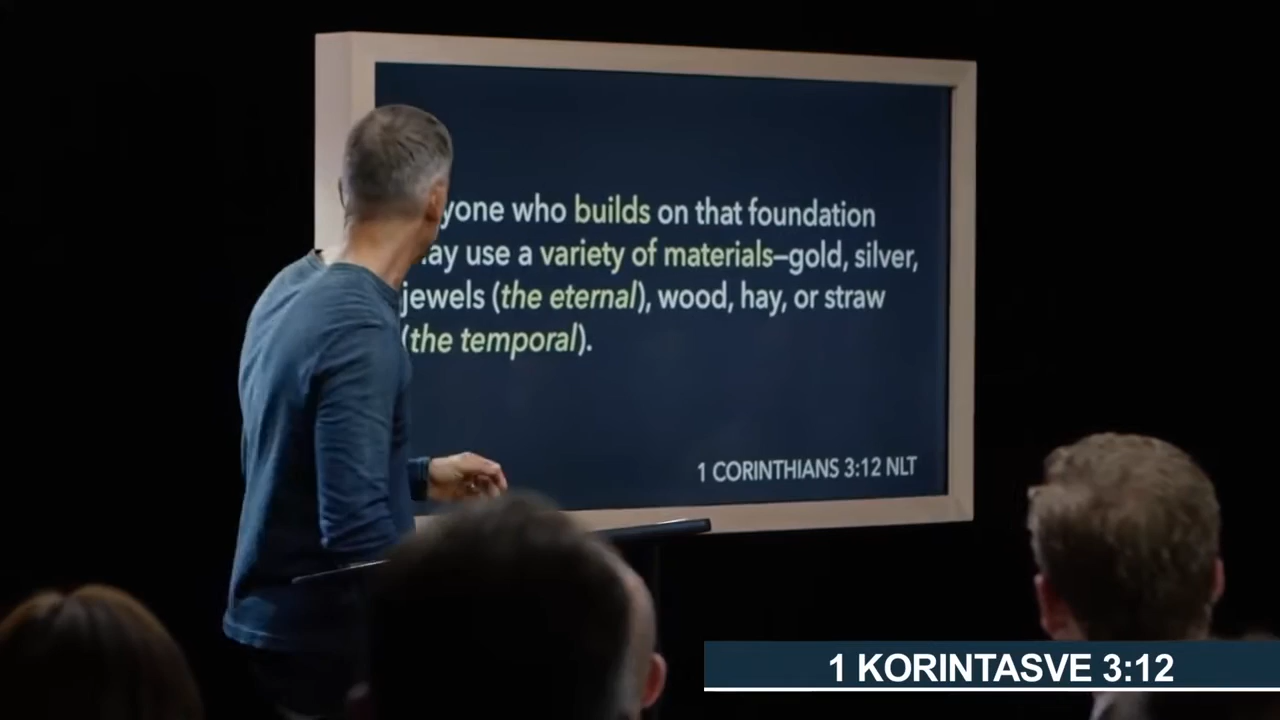 who builds on that foundation
use a variety of materials–gold, silver,
jewels (the eternal), wood, hay, or straw
(the temporal).
1 CORINTHIANS 3:12 NLT
1 KORINTASVE 3:12